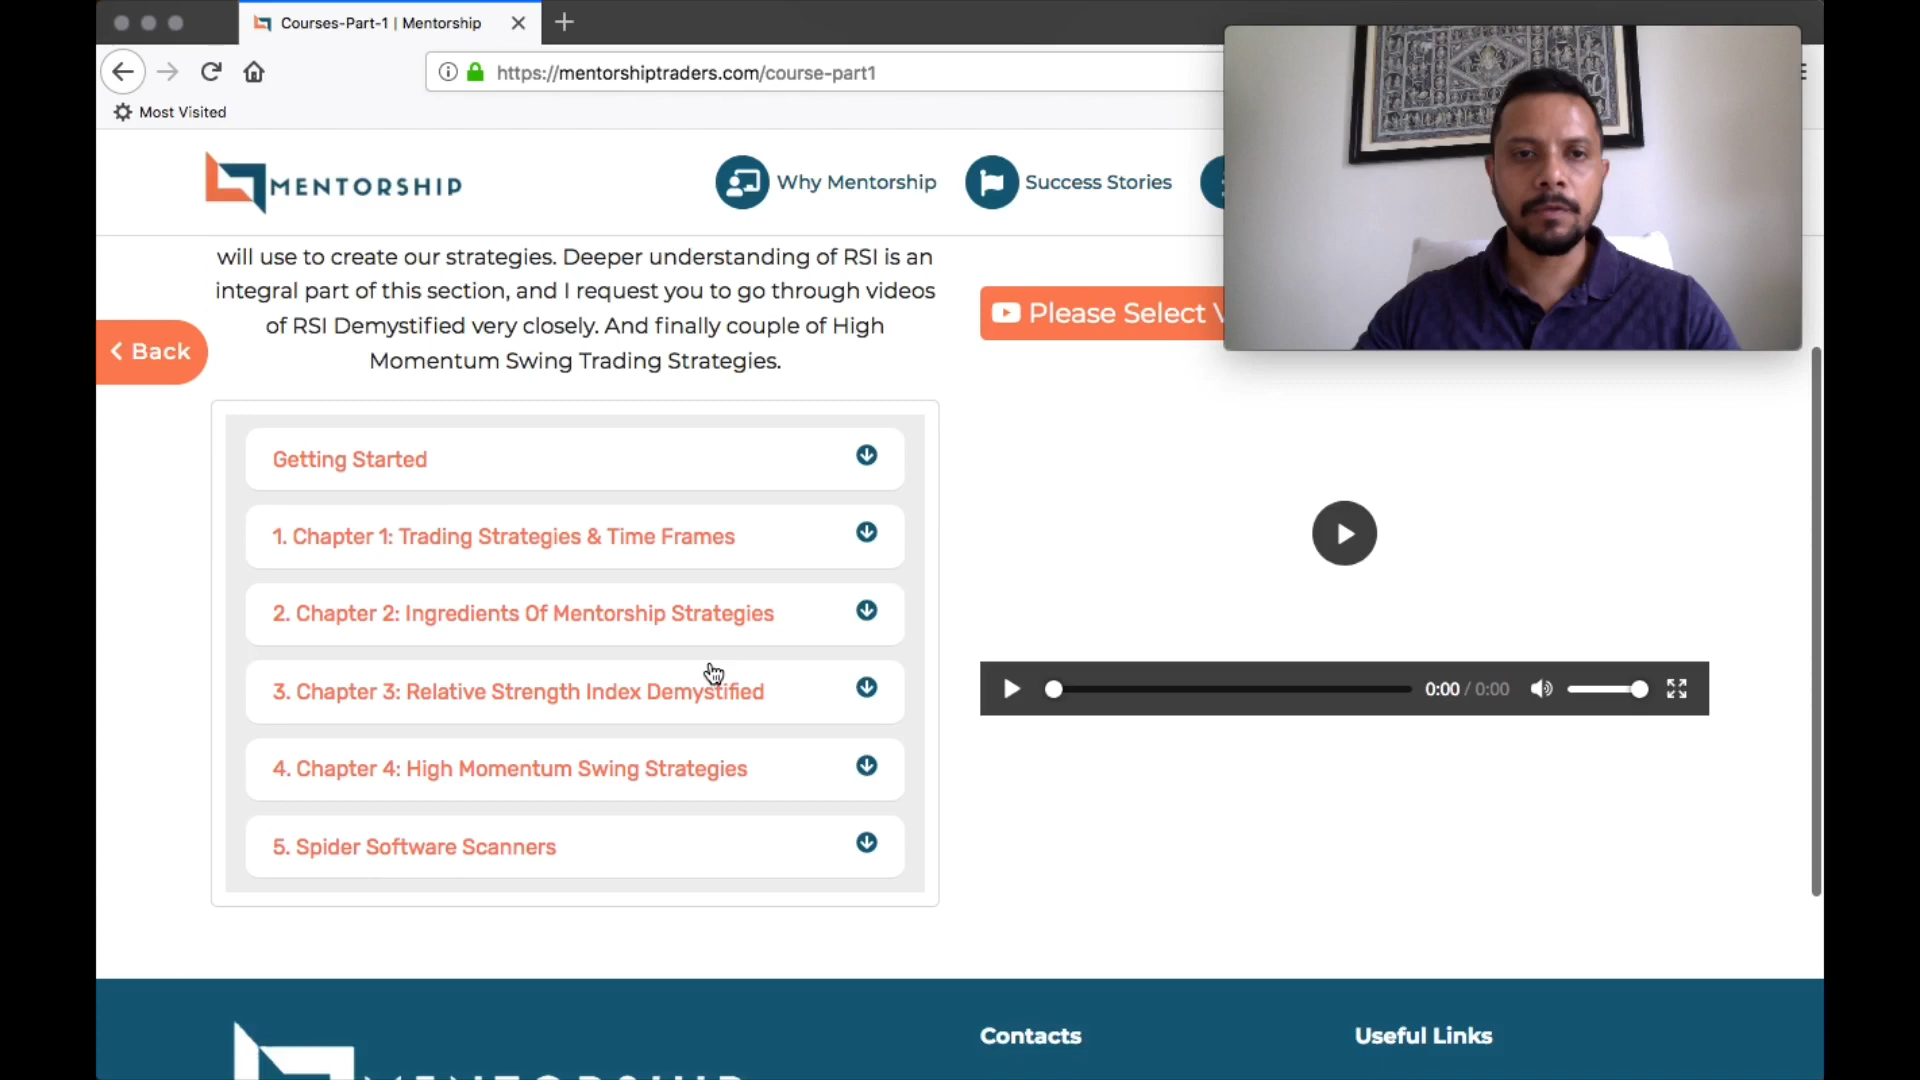 Courses-Part-1 | Mentorship
https://mentorshiptraders.com/course-part1
Most Visited
MENTORSHIP
Why Mentorship
Success Stories
will use to create our strategies. Deeper understanding of RSI is an
integral part of this section, and I request you to go through videos
of RSI Demystified very closely. And finally couple of High
Momentum Swing Trading Strategies.
Back
Please Select
Getting Started
1. Chapter 1: Trading Strategies & Time Frames
2. Chapter 2: Ingredients Of Mentorship Strategies
3. Chapter 3: Relative Strength Index Demystified
4. Chapter 4: High Momentum Swing Strategies
5. Spider Software Scanners
0:00 / 0:00
Contacts
Useful Links
MENTORSHIP